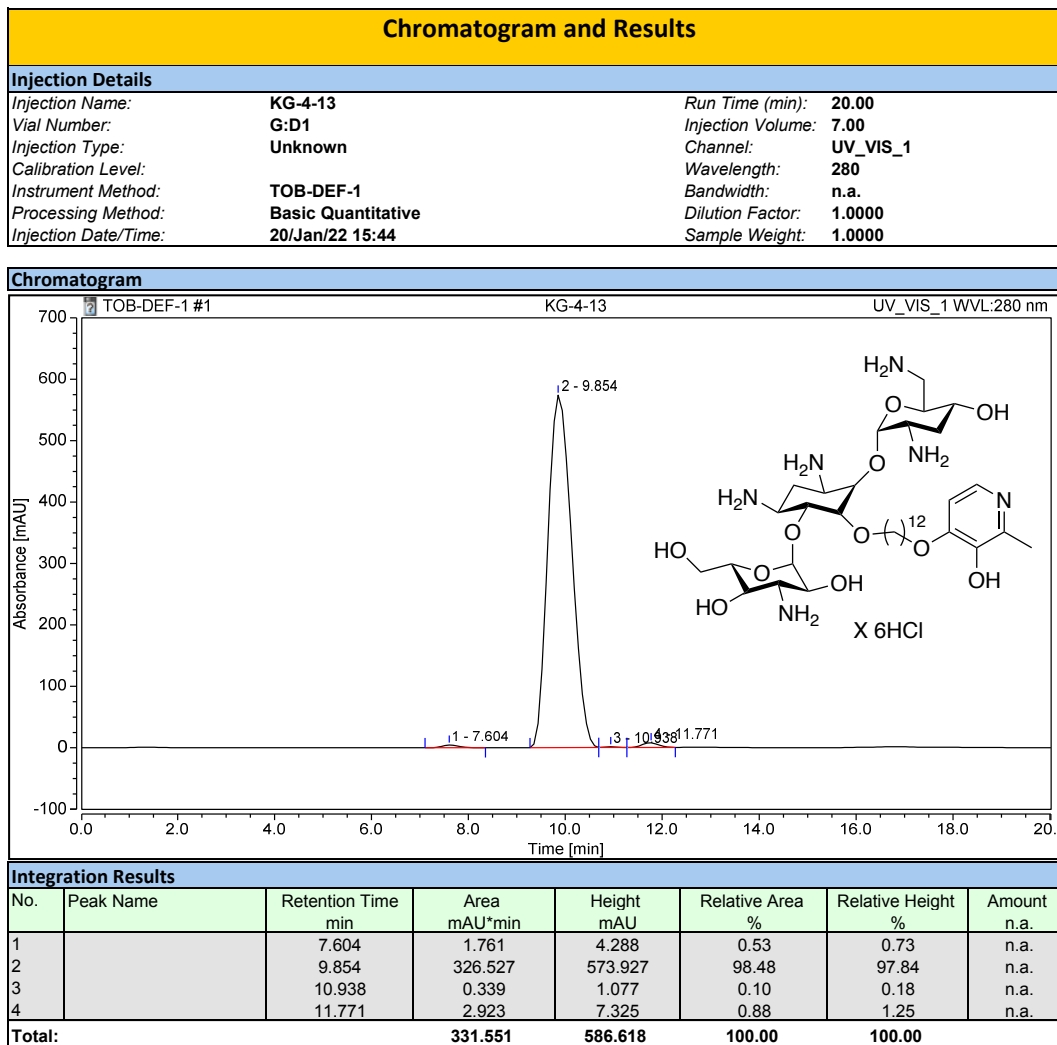 Chromatogram and Results
Injection Details
Injection Name: KG-4-13 Run Time (min): 20.00
Vial Number: G:D1 Injection Volume: 7.00
Injection Type: Unknown Channel: UV_VIS_1
Calibration Level: Wavelength: 280
Instrument Method: TOB-DEF-1 Bandwidth: n.a.
Processing Method: Basic Quantitative Dilution Factor: 1.0000
Injection Date/Time: 20/Jan/22 15:44 Sample Weight: 1.0000
Chromatogram
TOB-DEF-1 #1 KG-4-13 UV_VIS_1 WVL:280 nm
700
600
500
400
300
200
100
0
-100
Absorbance [mAU]
1 - 7.604
2 - 9.854
3 - 10.938
4 - 11.771
H2N
O
OH
NH2
O
H2N
H2N
O
O
12
O
N
OH
HO
O
OH
HO
NH2
X 6HCl
0.0 2.0 4.0 6.0 8.0 10.0 12.0 14.0 16.0 18.0 20.
Time [min]
Integration Results
No. Peak Name Retention Time Area Height Relative Area Relative Height Amount
min mAU*min mAU % % n.a.
1 7.604 1.761 4.288 0.53 0.73 n.a.
2 9.854 326.527 573.927 98.48 97.84 n.a.
3 10.938 0.339 1.077 0.10 0.18 n.a.
4 11.771 2.923 7.325 0.88 1.25 n.a.
Total: 331.551 586.618 100.00 100.00